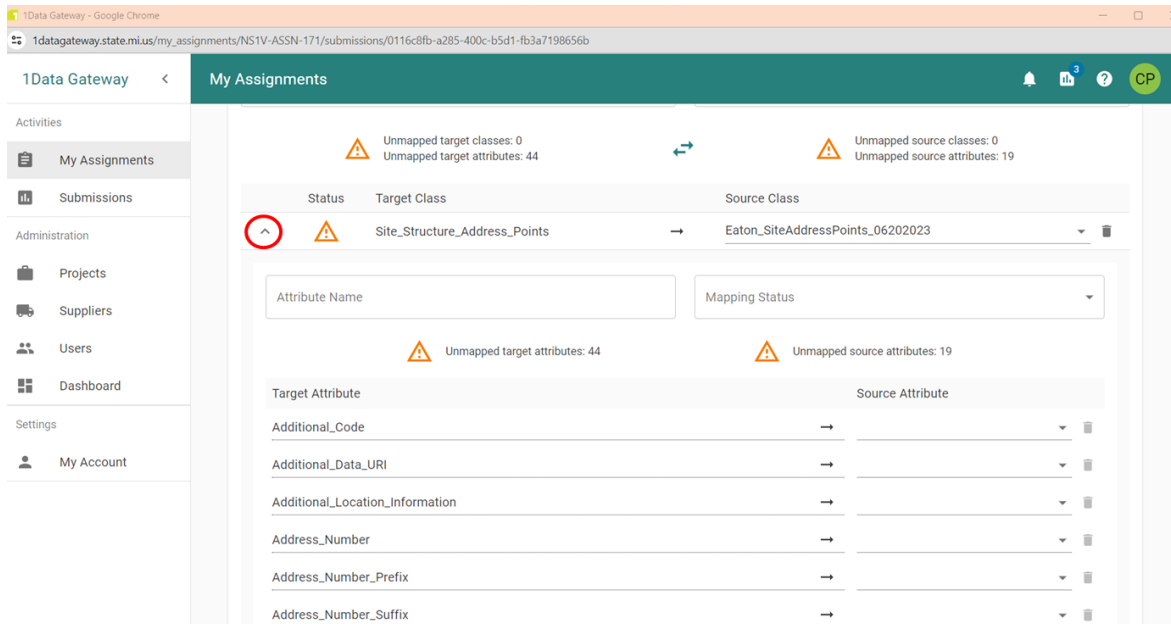 1Data Gateway - Google Chrome
1datagateway.state.mi.us/my_assignments/NS1V-ASSN-171/submissions/0116c8fb-a285-400c-b5d1-fb3a7198656b
1Data Gateway
My Assignments
3
CP
Activities
My Assignments
Submissions
Administration
Projects
Suppliers
Users
Dashboard
Settings
My Account
Unmapped target classes: 0
Unmapped target attributes: 44
Unmapped source classes: 0
Unmapped source attributes: 19
Status Target Class Source Class
Site_Structure_Address_Points → Eaton_SiteAddressPoints_06202023
Attribute Name Mapping Status
Unmapped target attributes: 44 Unmapped source attributes: 19
Target Attribute Source Attribute
Additional_Code →
Additional_Data_URI →
Additional_Location_Information →
Address_Number →
Address_Number_Prefix →
Address_Number_Suffix →